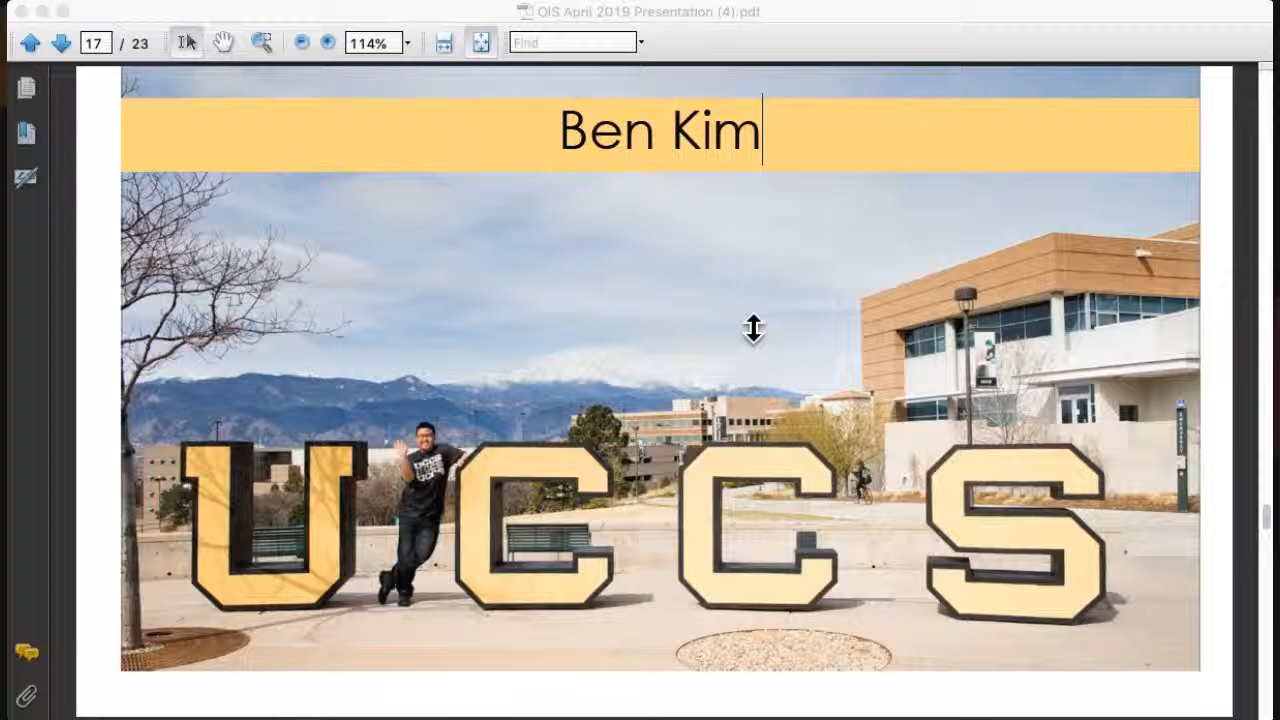 OIS April 2019 Presentation (4).pdf
17 / 23
114%
Find
Ben Kim
UCCS